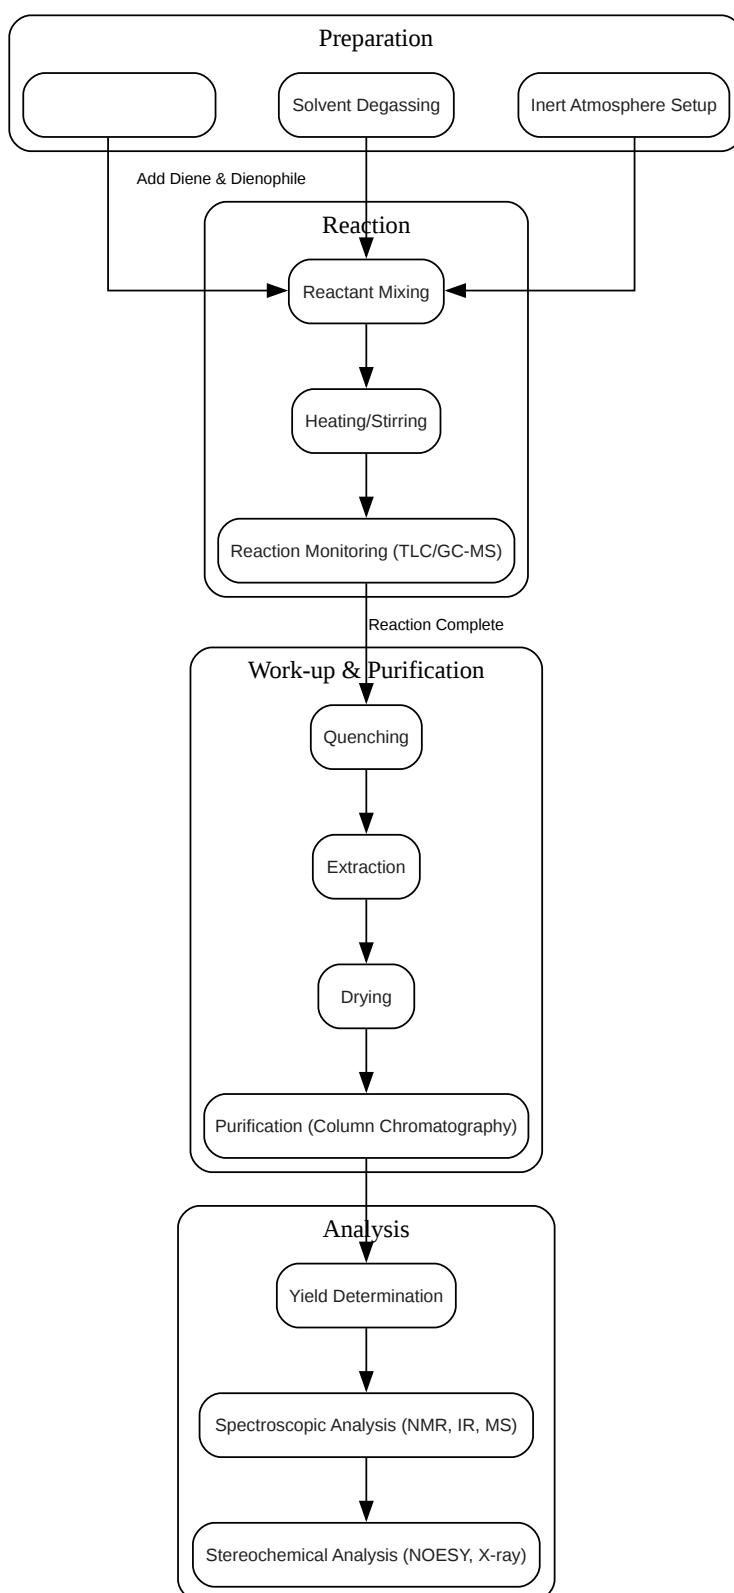 Preparation
Solvent Degassing
Inert Atmosphere Setup
Add Diene & Dienophile
Reaction
Reactant Mixing
Heating/Stirring
Reaction Monitoring (TLC/GC-MS)
Reaction Complete
Work-up & Purification
Quenching
Extraction
Drying
Purification (Column Chromatography)
Analysis
Yield Determination
Spectroscopic Analysis (NMR, IR, MS)
Stereochemical Analysis (NOESY, X-ray)